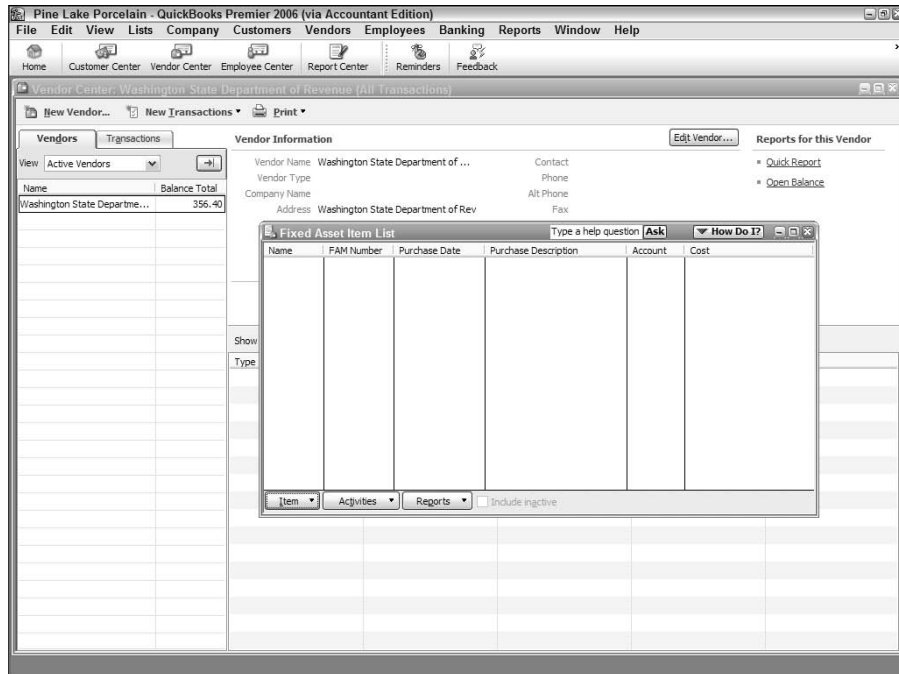 Pine Lake Porcelain - QuickBooks Premier 2006 (via Accountant Edition)
File Edit View Lists Company Customers Vendors Employees Banking Reports Window Help
Home Customer Center Vendor Center Employee Center Report Center Reminders Feedback
Vendor Center: Washington State Department of Revenue (All Transactions)
New Vendor... New Transactions Print
Vendors Transactions Vendor Information Edit Vendor... Reports for this Vendor
View Active Vendors Vendor Name Washington State Department of ... Contact Quick Report
Vendor Type Phone
Name Balance Total Company Name Alt Phone Open Balance
Washington State Departme... 356.40 Address Washington State Department of Rev Fax
Fixed Asset Item List Type a help question Ask How Do I?
Name FAM Number Purchase Date Purchase Description Account Cost
Show
Type
Item Activities Reports Include inactive